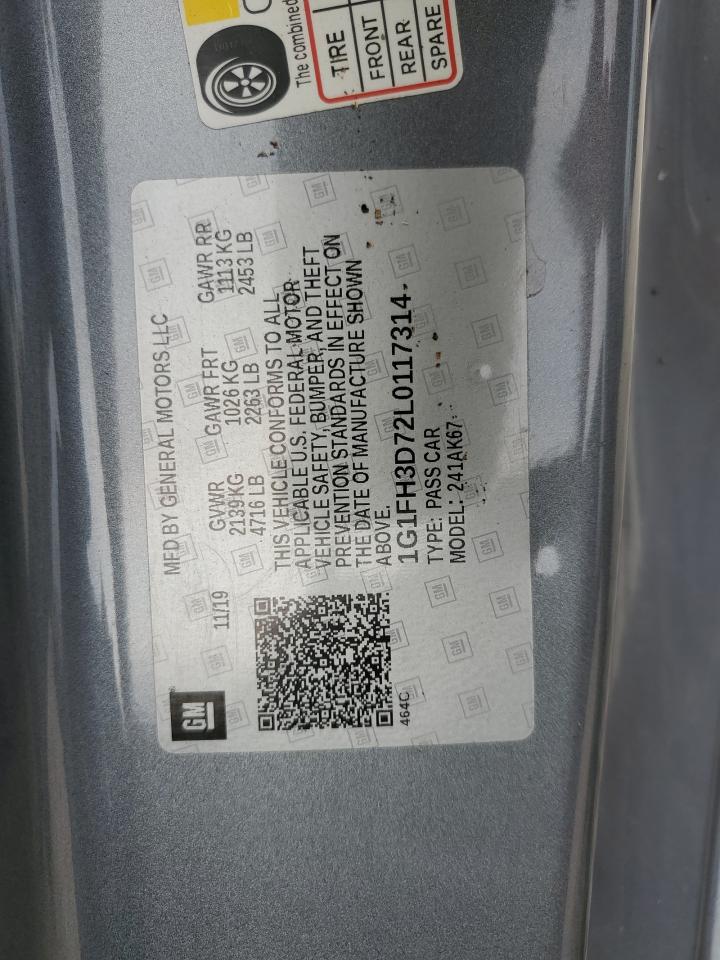 GM
MFD BY GENERAL MOTORS LLC
11/19 GVWR GAWR FRT GAWR RR
2139 KG 1026 KG 1113 KG
4716 LB 2263 LB 2453 LB
THIS VEHICLE CONFORMS TO ALL
APPLICABLE U.S. FEDERAL MOTOR
VEHICLE SAFETY, BUMPER, AND THEFT
PREVENTION STANDARDS IN EFFECT ON
THE DATE OF MANUFACTURE SHOWN
ABOVE.
1G1FH3D72L0117314
TYPE: PASS CAR
MODEL: 241AK67
464C
The combined
TIRE
FRONT
REAR
SPARE